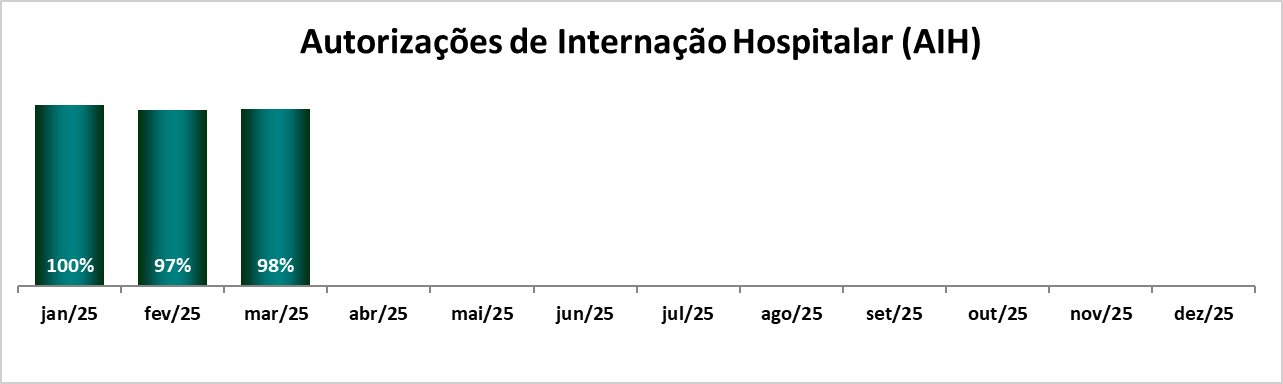 Autorizações de Internação Hospitalar (AIH)
100% 97% 98%
jan/25 fev/25 mar/25 abr/25 mai/25 jun/25 jul/25 ago/25 set/25 out/25 nov/25 dez/25